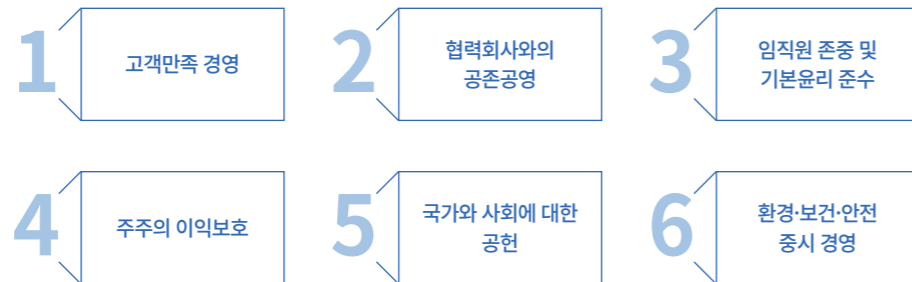 1
고객만족 경영
2
협력회사와의
공존공영
3
임직원 존중 및
기본윤리 준수
4
주주의 이익보호
5
국가와 사회에 대한
공헌
6
환경·보건·안전
중시 경영